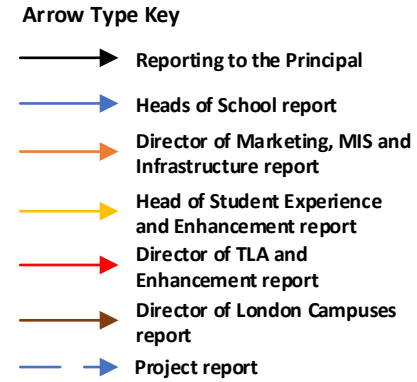 Arrow Type Key
Reporting to the Principal
Heads of School report
Director of Marketing, MIS and
Infrastructure report
Head of Student Experience
and Enhancement report
Director of TLA and
Enhancement report
Director of London Campuses
report
Project report